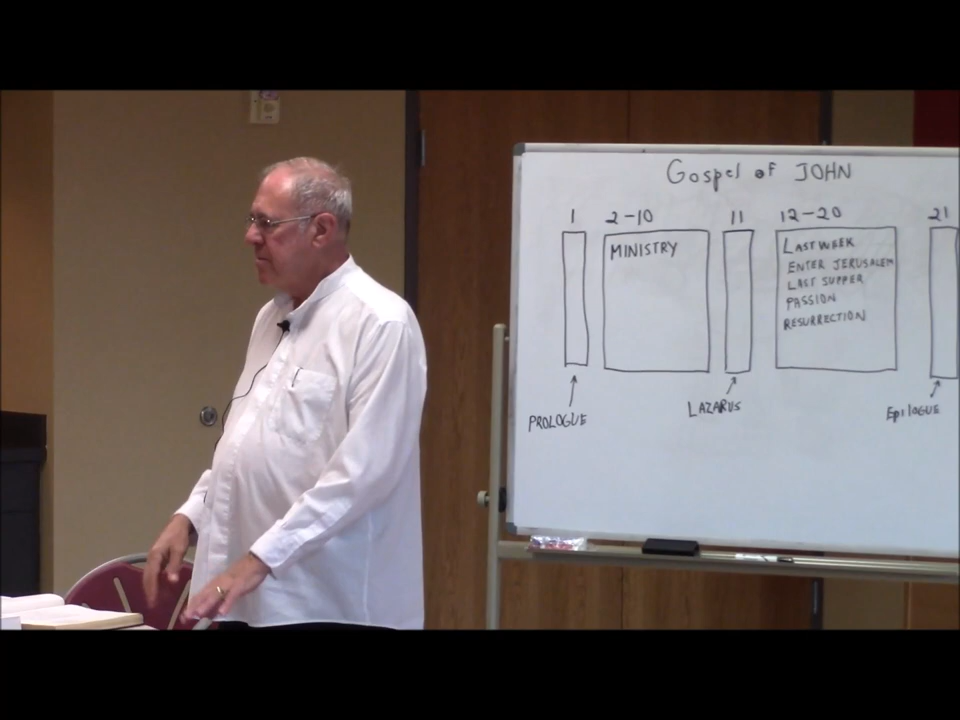 Gospel of JOHN
1 2-10 11 12-20 21
MINISTRY
LAST WEEK
ENTER JERUSALEM
LAST SUPPER
PASSION
RESURRECTION
PROLOGUE
LAZARUS
EpilogUE